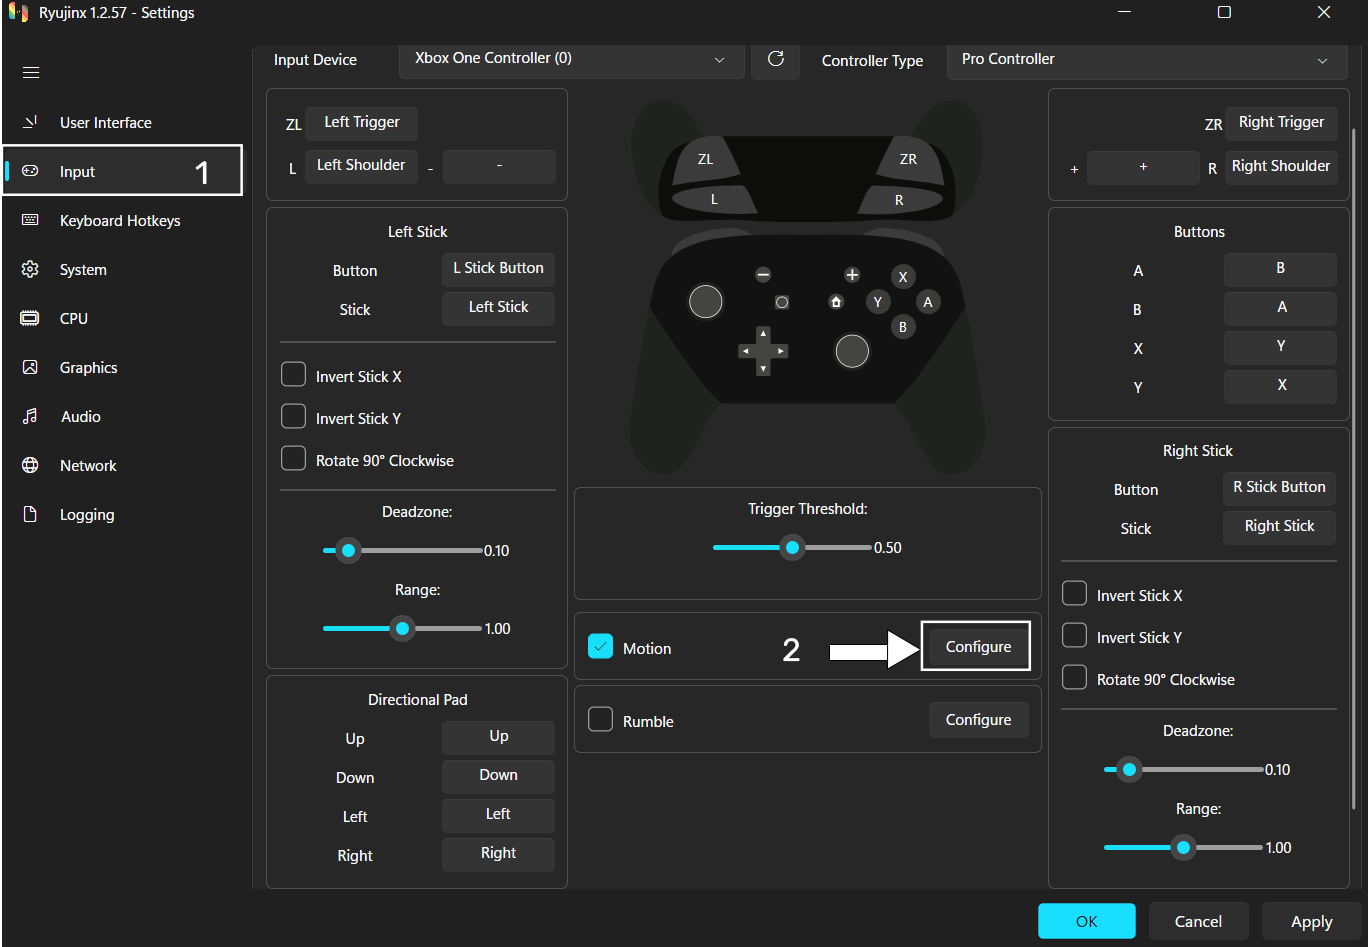 Ryujinx 1.2.57 - Settings
Input Device
Xbox One Controller (0)
Controller Type
Pro Controller
User Interface
Input
1
Keyboard Hotkeys
System
CPU
Graphics
Audio
Network
Logging
ZL
Left Trigger
L
Left Shoulder
-
-
Left Stick
Button
L Stick Button
Stick
Left Stick
Invert Stick X
Invert Stick Y
Rotate 90° Clockwise
Deadzone:
0.10
Range:
1.00
Directional Pad
Up
Up
Down
Down
Left
Left
Right
Right
ZL
ZR
L
R
X
Y
A
B
Trigger Threshold:
0.50
Motion
2
Configure
Rumble
Configure
ZR
Right Trigger
+
+
R
Right Shoulder
Buttons
A
B
B
A
X
Y
Y
X
Right Stick
Button
R Stick Button
Stick
Right Stick
Invert Stick X
Invert Stick Y
Rotate 90° Clockwise
Deadzone:
0.10
Range:
1.00
OK
Cancel
Apply